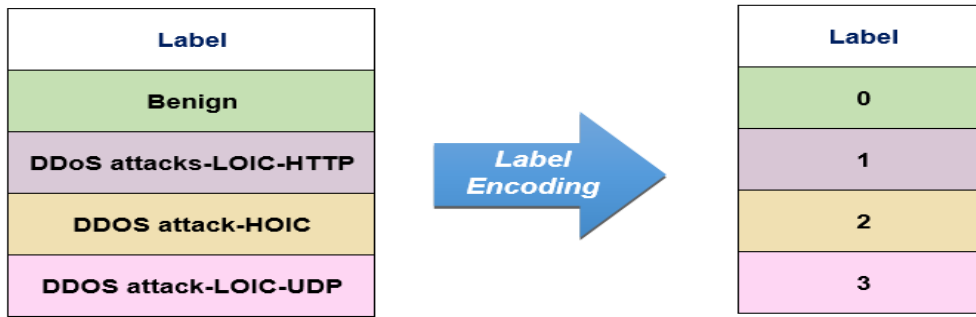 Label
Benign
DDoS attacks-LOIC-HTTP
DDOS attack-HOIC
DDOS attack-LOIC-UDP
Label
Encoding
Label
0
1
2
3